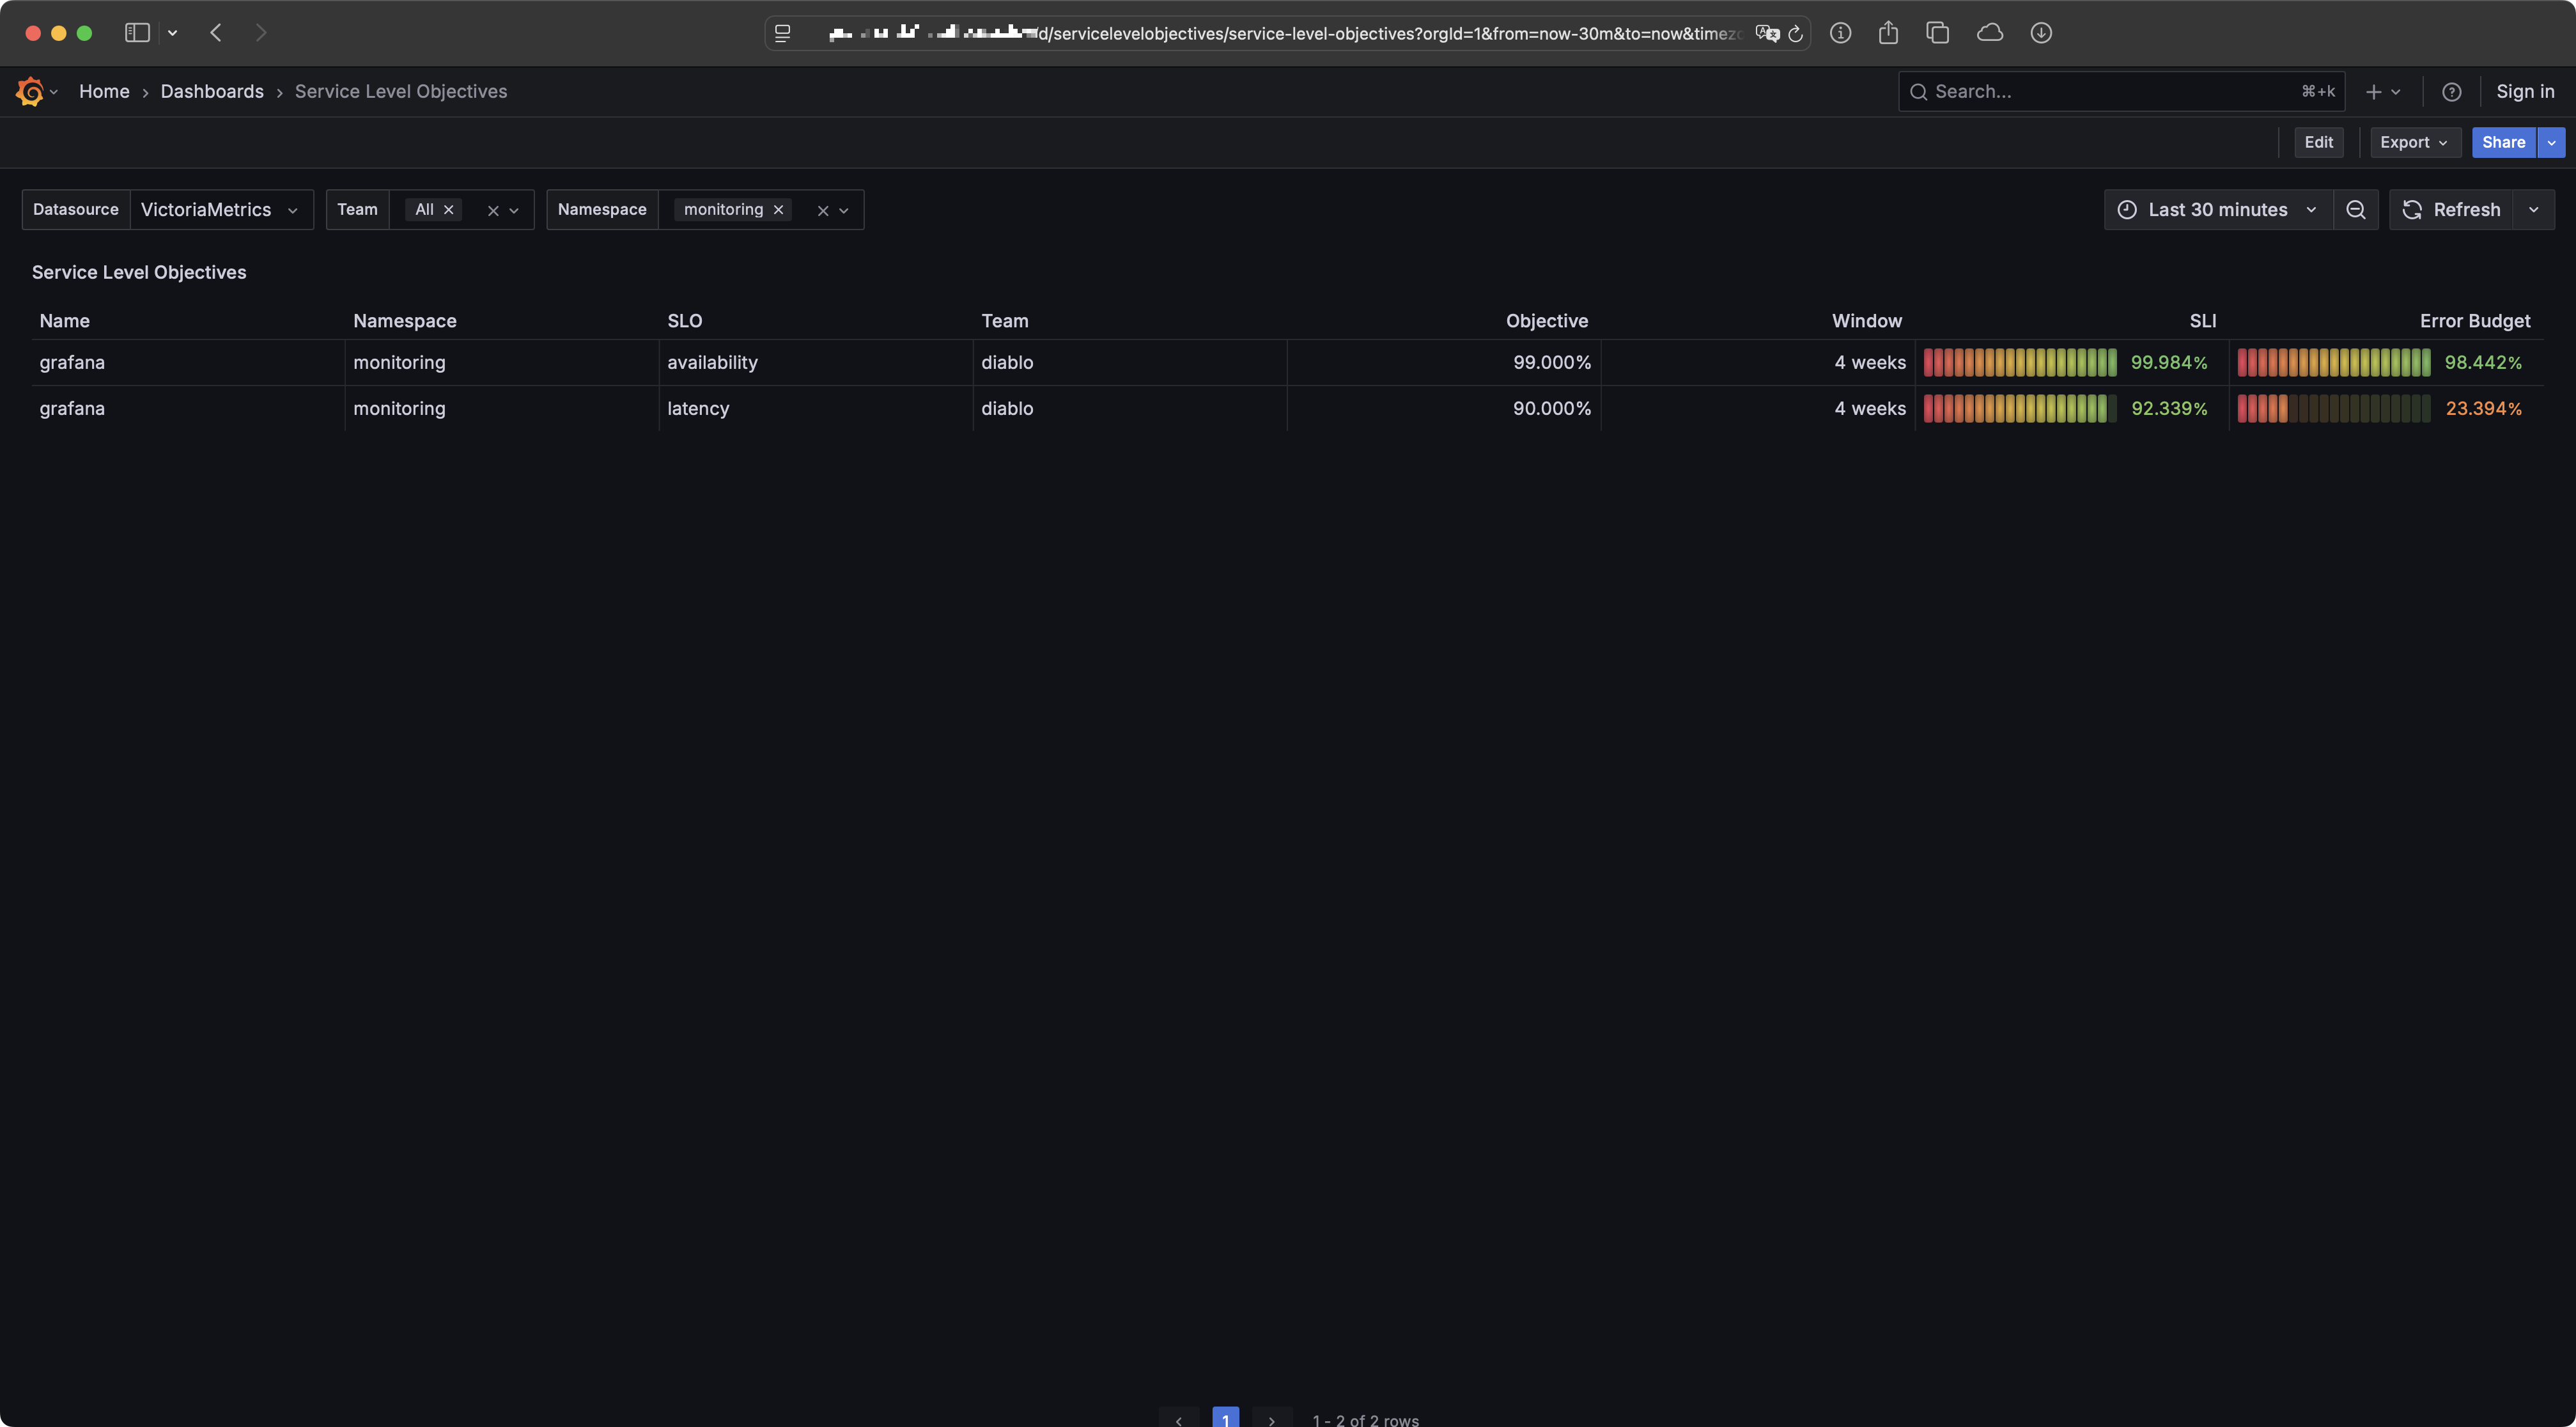 d/servicelevelobjectives/service-level-objectives?orgId=1&from=now-30m&to=now&timez
Home › Dashboards › Service Level Objectives
Search... ⌘+k
Sign in
Edit Export Share
Datasource VictoriaMetrics Team All Namespace monitoring Last 30 minutes Refresh
Service Level Objectives
Name Namespace SLO Team Objective Window SLI Error Budget
grafana monitoring availability diablo 99.000% 4 weeks 99.984% 98.442%
grafana monitoring latency diablo 90.000% 4 weeks 92.339% 23.394%
1 1 - 2 of 2 rows